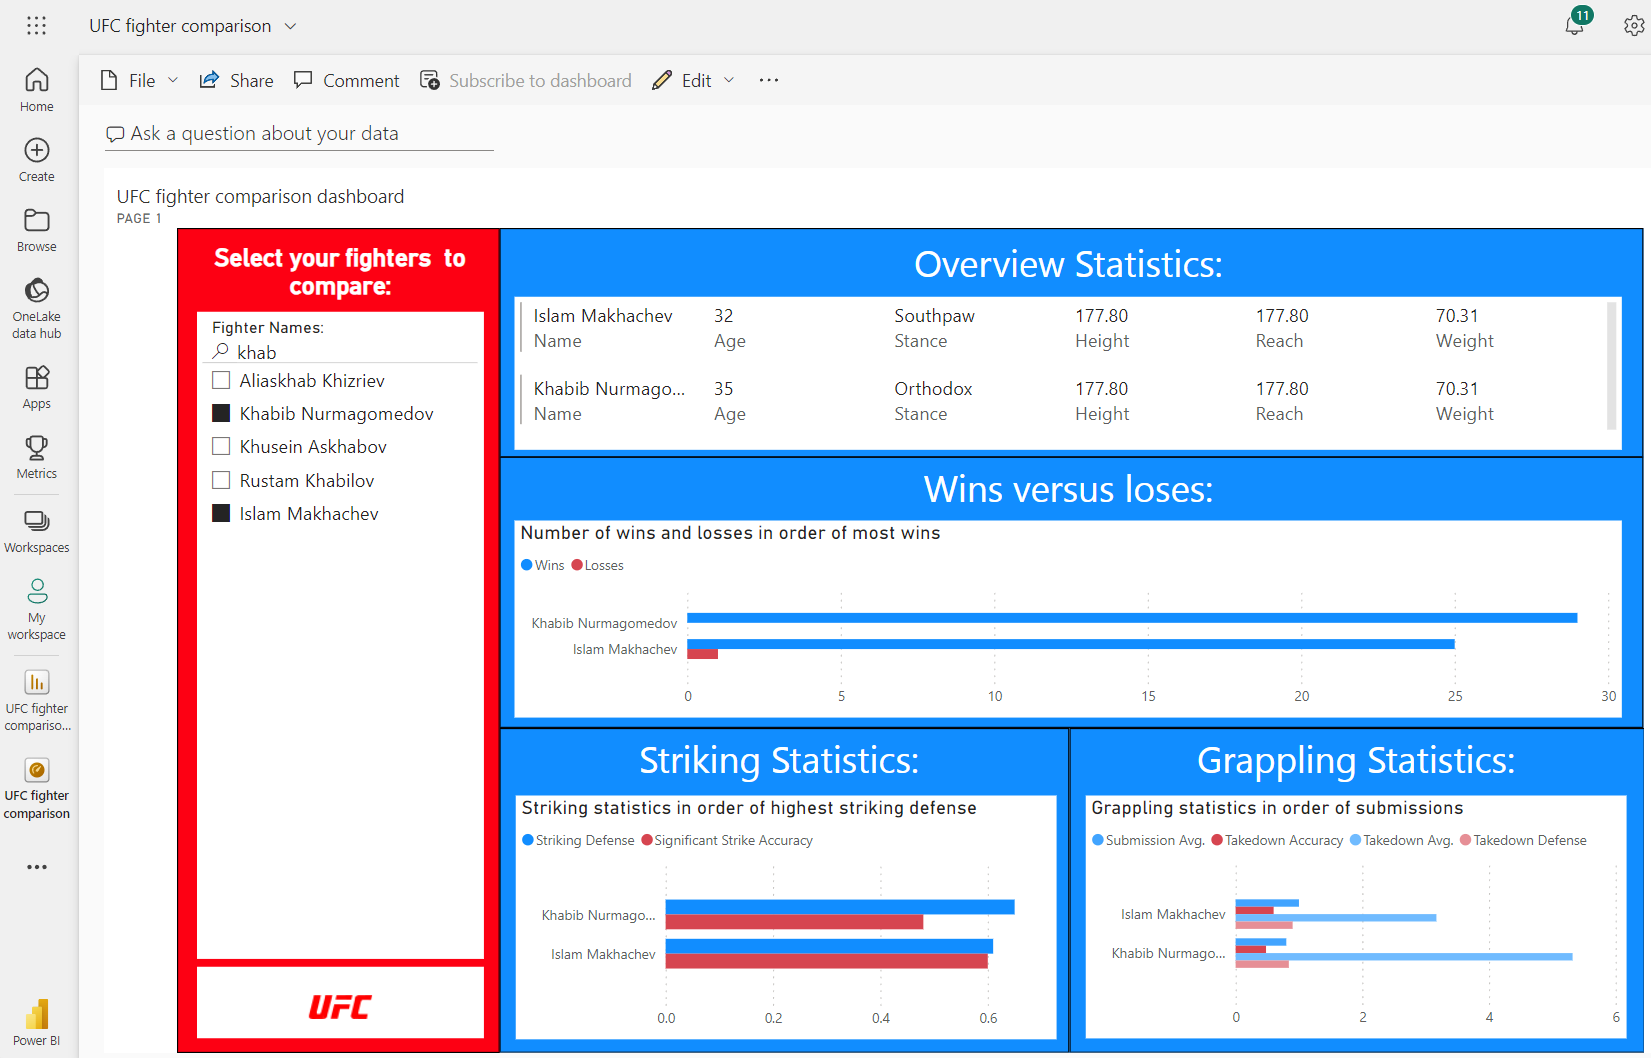 UFC fighter comparison
11
File
Share
Comment
Subscribe to dashboard
Edit
Home
Create
Browse
OneLake
data hub
Apps
Metrics
Workspaces
My
workspace
UFC fighter
compariso...
UFC fighter
comparison
Power BI
Ask a question about your data
UFC fighter comparison dashboard
PAGE 1
Select your fighters to
compare:
Fighter Names:
khab
Aliaskhab Khizriev
Khabib Nurmagomedov
Khusein Askhabov
Rustam Khabilov
Islam Makhachev
UFC
Overview Statistics:
Islam Makhachev 32 Southpaw 177.80 177.80 70.31
Name Age Stance Height Reach Weight
Khabib Nurmago... 35 Orthodox 177.80 177.80 70.31
Name Age Stance Height Reach Weight
Wins versus loses:
Number of wins and losses in order of most wins
Wins Losses
Khabib Nurmagomedov
Islam Makhachev
0 5 10 15 20 25 30
Striking Statistics:
Striking statistics in order of highest striking defense
Striking Defense Significant Strike Accuracy
Khabib Nurmago...
Islam Makhachev
0.0 0.2 0.4 0.6
Grappling Statistics:
Grappling statistics in order of submissions
Submission Avg. Takedown Accuracy Takedown Avg. Takedown Defense
Islam Makhachev
Khabib Nurmago...
0 2 4 6